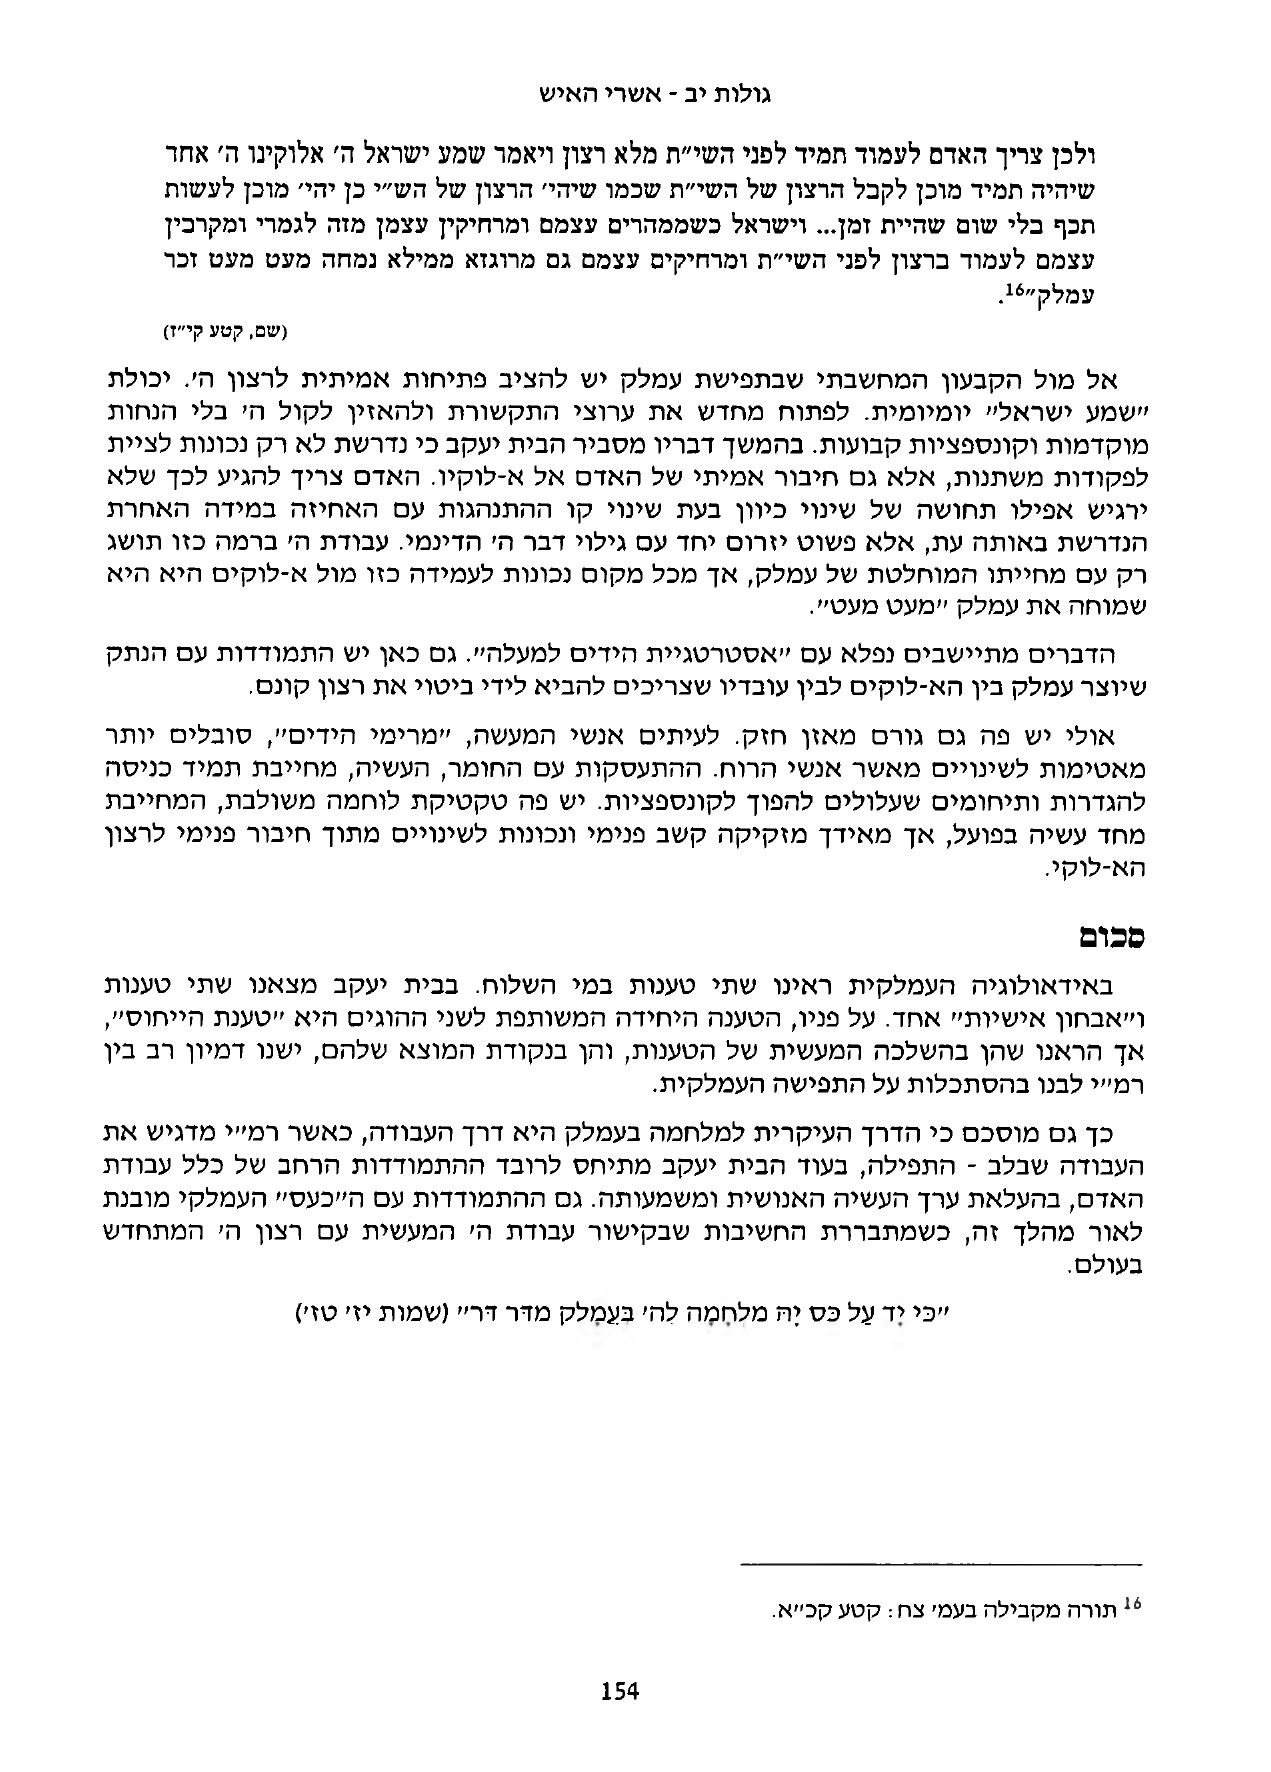 גולות יב - אשרי האיש
ולכן צריך האדם לעמוד תמיד לפני השי״ת מלא רצון ויאמר שמע ישראל ה׳ אלוקינו ה׳ אחד
שיהיה תמיד מוכן לקבל הרצון של השי״ת שכמו שיהי׳ הרצון של הש״י כן יהי׳ מוכן לעשות
תכף בלי שום שהיית זמן... וישראל כשממהרים עצמם ומרחיקין עצמן מזה לגמרי ומקרבין
עצמם לעמוד ברצון לפני השי״ת ומרחיקים עצמם גם מרוגזא ממילא נמחה מעט מעט זכר
עמלק״16.
(שם, קטע קי״ז)
אל מול הקבעון המחשבתי שבתפישת עמלק יש להציב פתיחות אמיתית לרצון ה׳. יכולת
״שמע ישראל״ יומיומית. לפתוח מחדש את ערוצי התקשורת ולהאזין לקול ה׳ בלי הנחות
מוקדמות וקונספציות קבועות. בהמשך דבריו מסביר הבית יעקב כי נדרשת לא רק נכונות לציית
לפקודות משתנות, אלא גם חיבור אמיתי של האדם אל א-לוקיו. האדם צריך להגיע לכך שלא
ירגיש אפילו תחושה של שינוי כיוון בעת שינוי קו ההתנהגות עם האחיזה במידה האחרת
הנדרשת באותה עת, אלא פשוט יזרום יחד עם גילוי דבר ה׳ הדינמי. עבודת ה׳ ברמה כזו תושג
רק עם מחייתו המוחלטת של עמלק, אך מכל מקום נכונות לעמידה כזו מול א-לוקים היא היא
שמוחה את עמלק ״מעט מעט״.
הדברים מתיישבים נפלא עם ״אסטרטגיית הידים למעלה״. גם כאן יש התמודדות עם הנתק
שיוצר עמלק בין הא-לוקים לבין עובדיו שצריכים להביא לידי ביטוי את רצון קונם.
אולי יש פה גם גורם מאזן חזק. לעיתים אנשי המעשה, ״מרימי הידים״, סובלים יותר
מאטימות לשינויים מאשר אנשי הרוח. ההתעסקות עם החומר, העשיה, מחייבת תמיד כניסה
להגדרות ותיחומים שעלולים להפוך לקונספציות. יש פה טקטיקת לוחמה משולבת, המחייבת
מחד עשיה בפועל, אך מאידך מזקיקה קשב פנימי ונכונות לשינויים מתוך חיבור פנימי לרצון
הא-לוקי.
סכום
באידאולוגיה העמלקית ראינו שתי טענות במי השלוח. בבית יעקב מצאנו שתי טענות
ו״אבחון אישיות״ אחד. על פניו, הטענה היחידה המשותפת לשני ההוגים היא ״טענת הייחוס״,
אך הראנו שהן בהשלכה המעשית של הטענות, והן בנקודת המוצא שלהם, ישנו דמיון רב בין
רמ״י לבנו בהסתכלות על התפישה העמלקית.
כך גם מוסכם כי הדרך העיקרית למלחמה בעמלק היא דרך העבודה, כאשר רמ״י מדגיש את
העבודה שבלב - התפילה, בעוד הבית יעקב מתיחס לרובד ההתמודדות הרחב של כלל עבודת
האדם, בהעלאת ערך העשיה האנושית ומשמעותה. גם ההתמודדות עם ה״כעס״ העמלקי מובנת
לאור מהלך זה, כשמתבררת החשיבות שבקישור עבודת ה׳ המעשית עם רצון ה׳ המתחדש
בעולם.
״כי יָד עַל כּס יָהּ מלחָמָה לה׳ בּעֲמָלק מדּר דּר״ (שמות יז׳ טז׳)
16 תורה מקבילה בעמ׳ צח: קטע קכ״א.
154